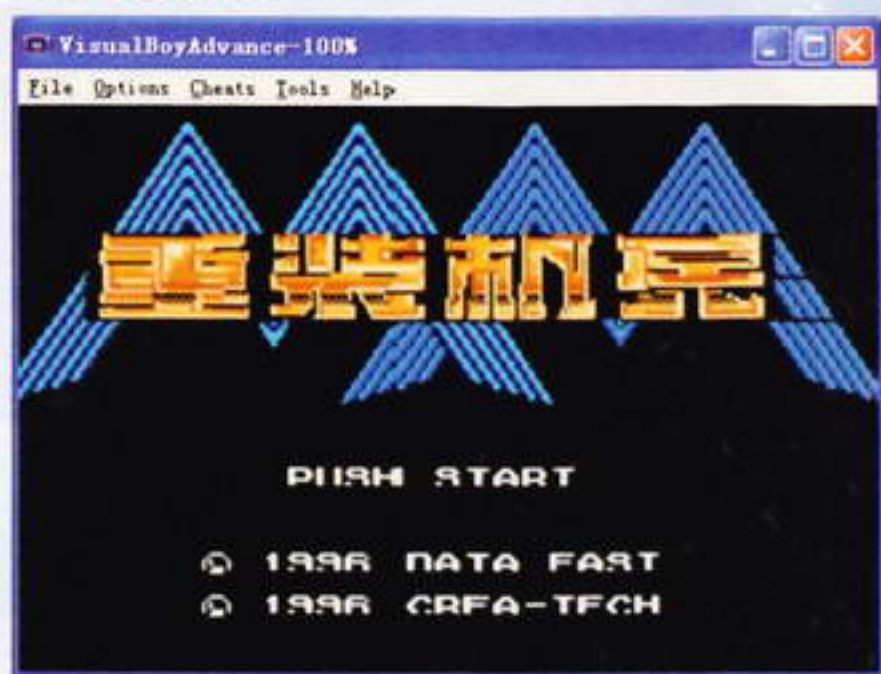 VisualBoyAdvance-100%
File Options Cheats Tools Help
重装机兵
PUSH START
© 1996 DATA EAST
© 1996 CREA-TECH